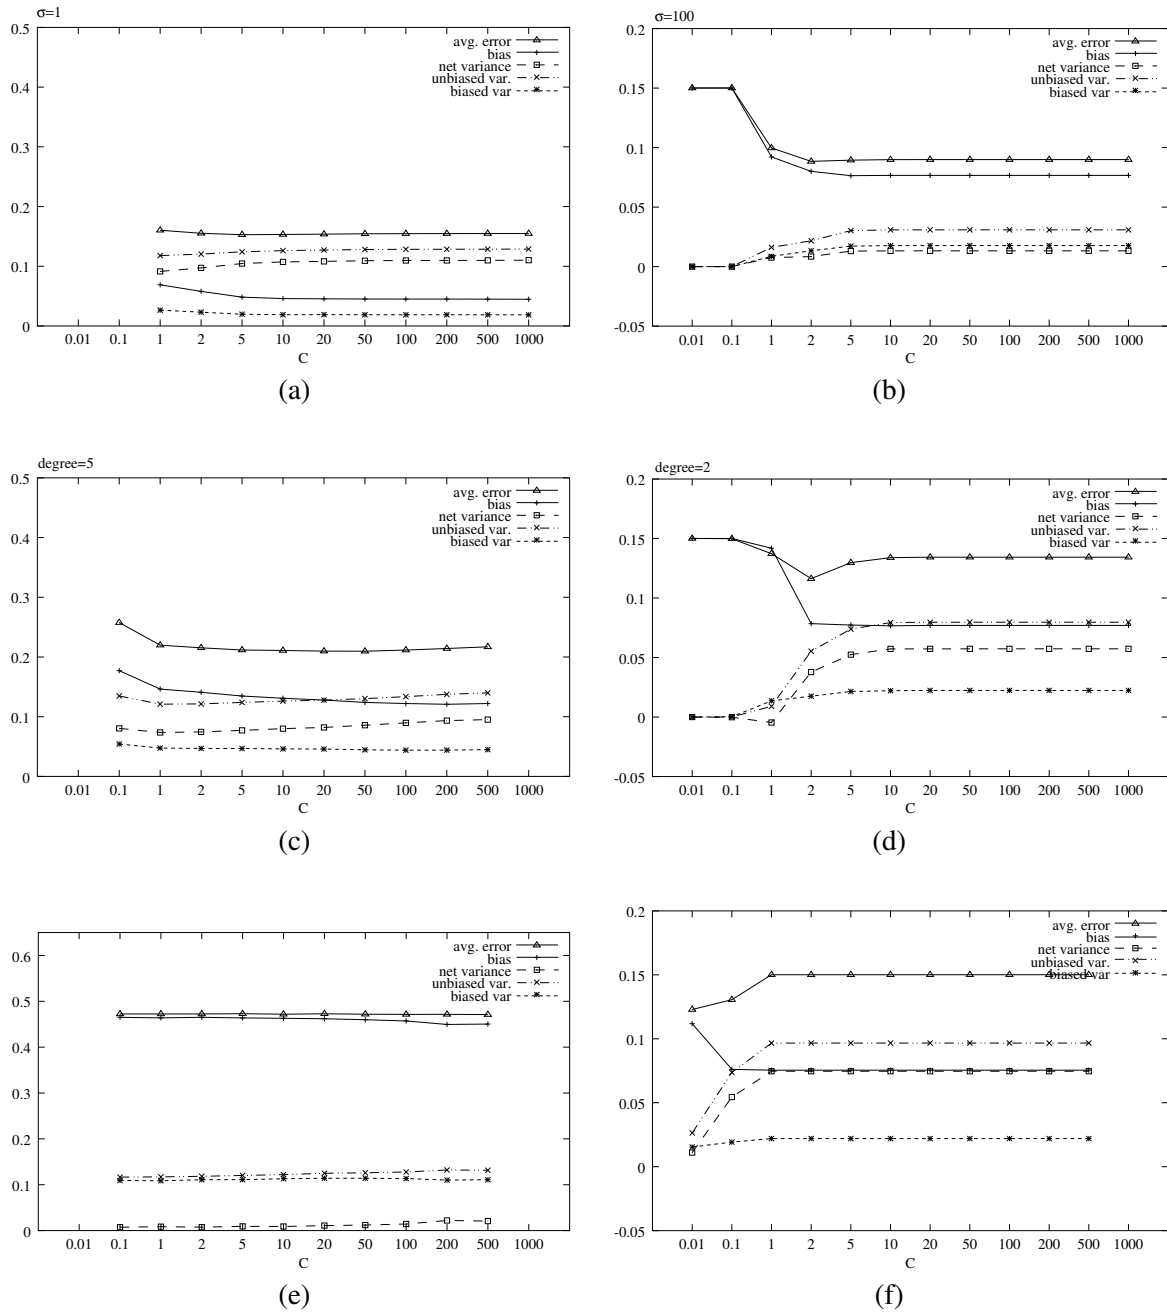 σ=1
0.5
0.4
0.3
0.2
0.1
0
avg. error
bias
net variance
unbiased var.
biased var
0.01 0.1 1 2 5 10 20 50 100 200 500 1000
C
(a)
σ=100
0.2
0.15
0.1
0.05
0
-0.05
avg. error
bias
net variance
unbiased var.
biased var
0.01 0.1 1 2 5 10 20 50 100 200 500 1000
C
(b)
degree=5
0.5
0.4
0.3
0.2
0.1
0
avg. error
bias
net variance
unbiased var.
biased var
0.01 0.1 1 2 5 10 20 50 100 200 500 1000
C
(c)
degree=2
0.2
0.15
0.1
0.05
0
-0.05
avg. error
bias
net variance
unbiased var.
biased var
0.01 0.1 1 2 5 10 20 50 100 200 500 1000
C
(d)
0.6
0.5
0.4
0.3
0.2
0.1
0
avg. error
bias
net variance
unbiased var.
biased var
0.01 0.1 1 2 5 10 20 50 100 200 500 1000
C
(e)
0.2
0.15
0.1
0.05
0
-0.05
avg. error
bias
net variance
unbiased var.
biased var
0.01 0.1 1 2 5 10 20 50 100 200 500 1000
C
(f)